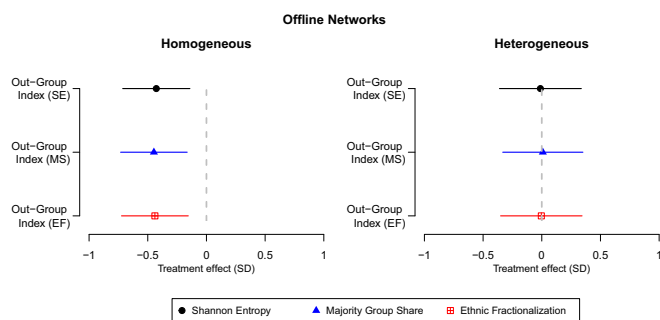 Offline Networks
Homogeneous
Out−Group
Index (SE)
Out−Group
Index (MS)
Out−Group
Index (EF)
−1 −0.5 0 0.5 1
Treatment effect (SD)
Heterogeneous
Out−Group
Index (SE)
Out−Group
Index (MS)
Out−Group
Index (EF)
−1 −0.5 0 0.5 1
Treatment effect (SD)
Shannon Entropy Majority Group Share Ethnic Fractionalization